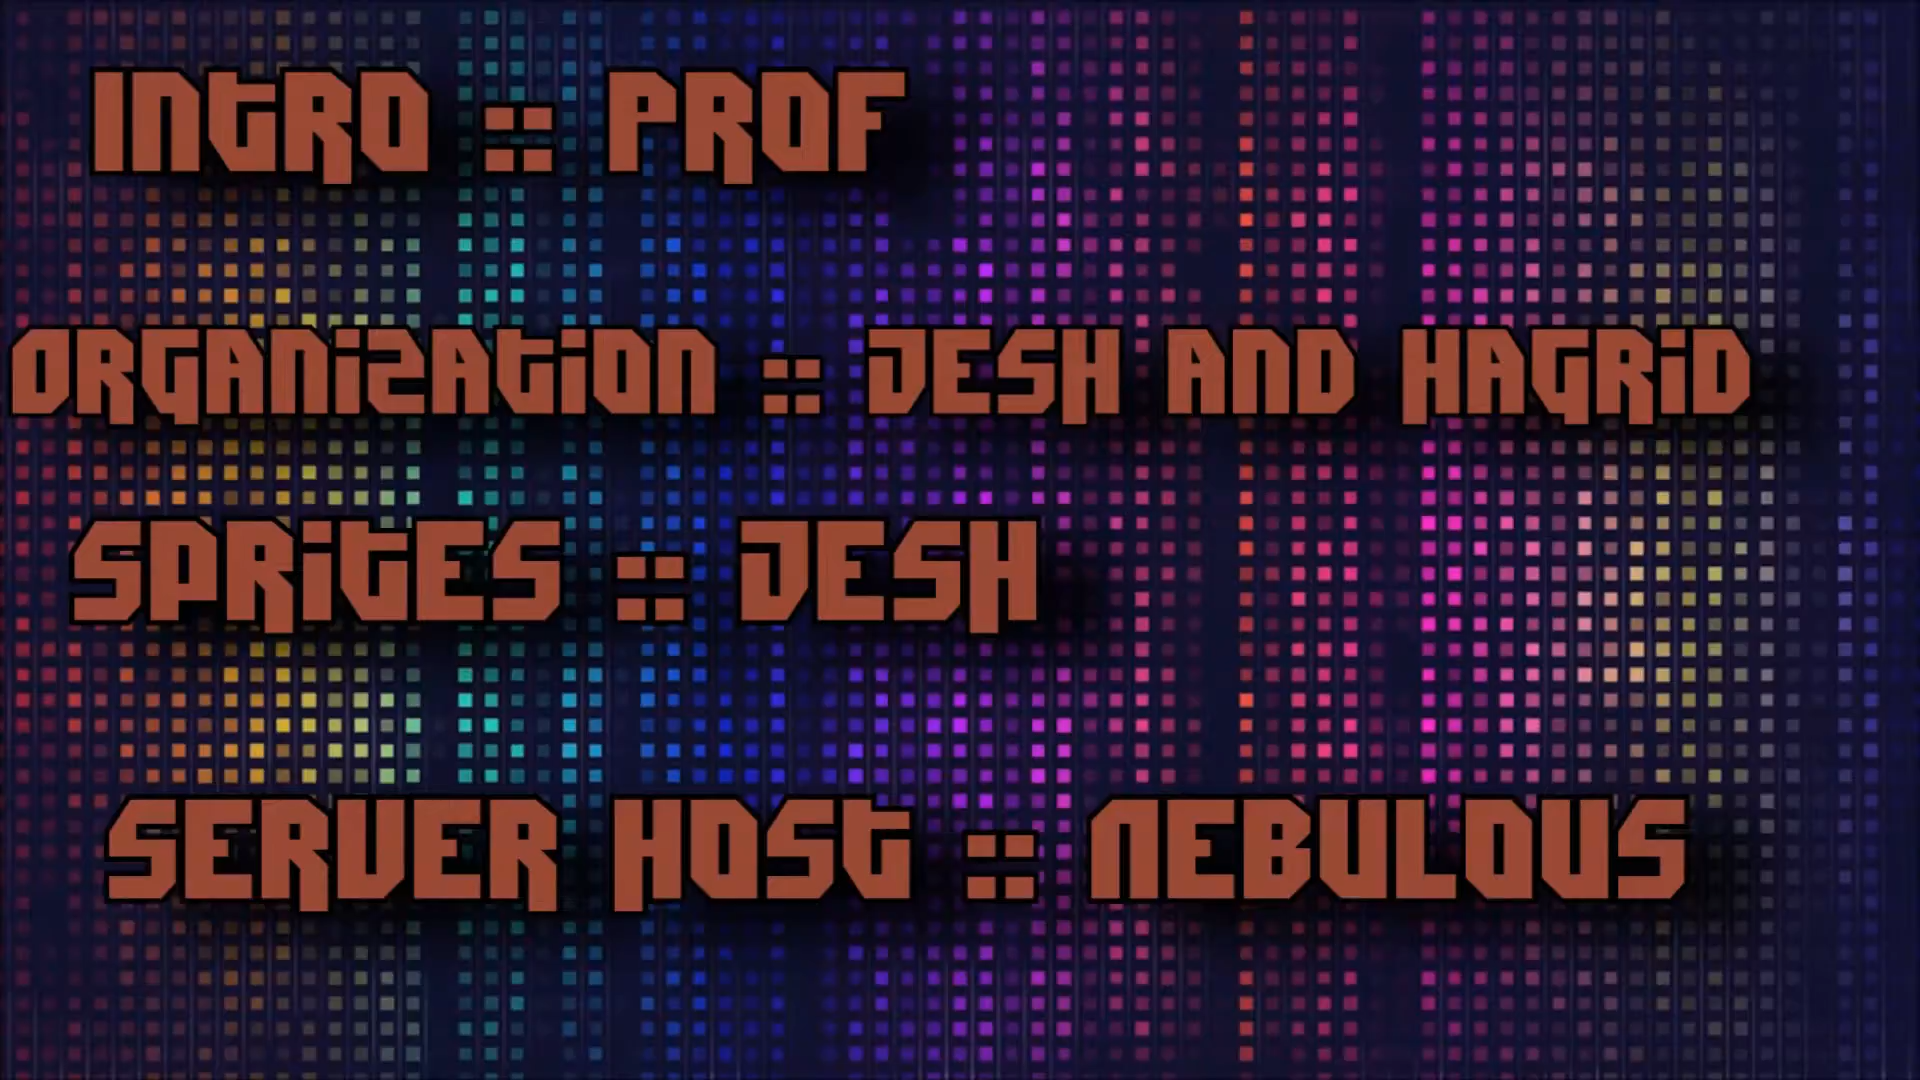 INTRO :: PROF
ORGANIZATION :: JESH AND HAGRID
SPRITES :: JESH
SERVER HOST :: NEBULOUS